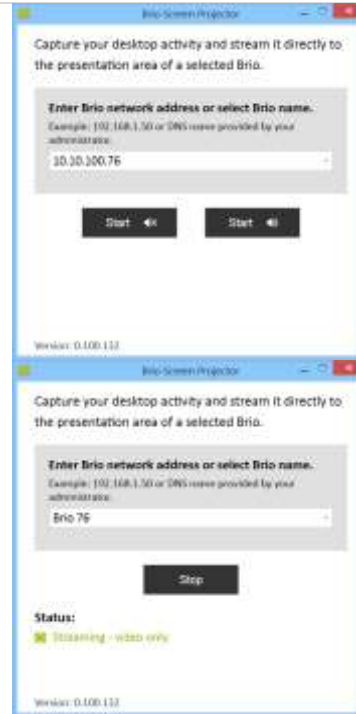 Brio Screen Projector
Capture your desktop activity and stream it directly to
the presentation area of a selected Brio.
Enter Brio network address or select Brio name.
Example: 192.168.1.50 or DNS name provided by your
administrator.
10.10.100.76
Start
Start
Version: 0.100.132
Brio Screen Projector
Capture your desktop activity and stream it directly to
the presentation area of a selected Brio.
Enter Brio network address or select Brio name.
Example: 192.168.1.50 or DNS name provided by your
administrator.
Brio 76
Stop
Status:
Streaming - video only
Version: 0.100.132